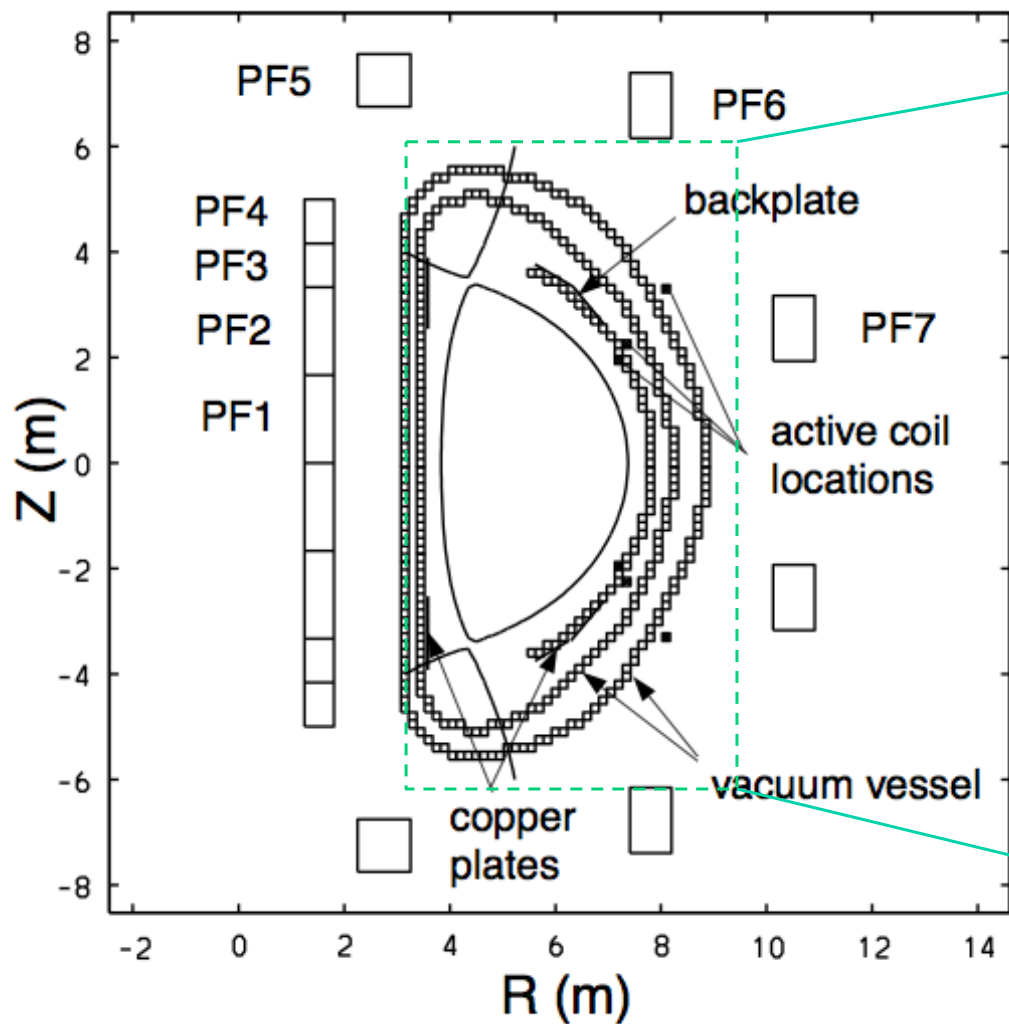 8
PF5
PF6
6
backplate
PF4
4
PF3
PF2
PF7
2
PF1
active coil
locations
0
Z (m)
-2
-4
-6
vacuum vessel
copper
plates
-8
-2 0 2 4 6 8 10 12 14
R (m)